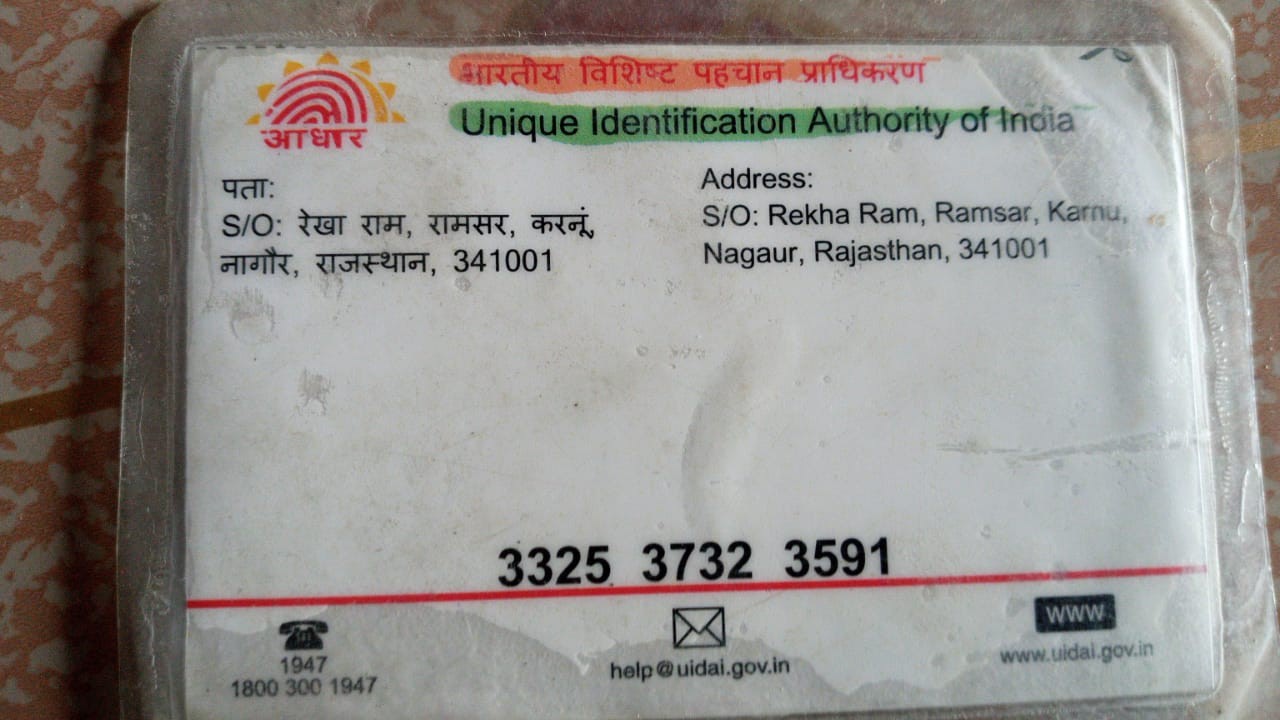 आधार
भारतीय विशिष्ट पहचान प्राधिकरण
Unique Identification Authority of India
पता:
S/O: रेखा राम, रामसर, करनूं,
नागौर, राजस्थान, 341001
Address:
S/O: Rekha Ram, Ramsar, Karnu,
Nagaur, Rajasthan, 341001
3325 3732 3591
1947
1800 300 1947
help@uidai.gov.in
www
www.uidai.gov.in